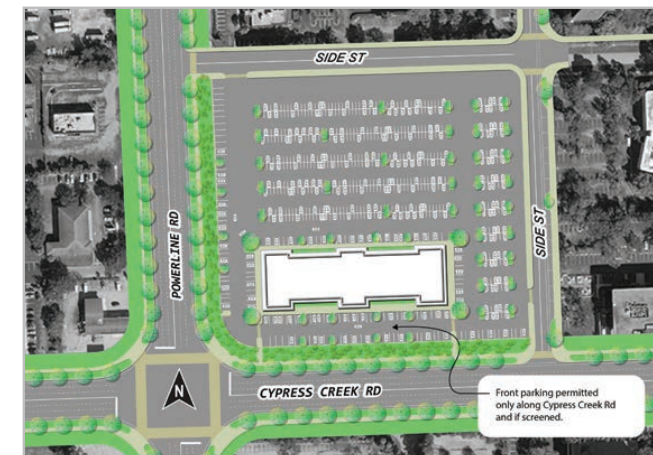 SIDE ST
POWERLINE RD
SIDE ST
N
CYPRESS CREEK RD
Front parking permitted
only along Cypress Creek Rd
and if screened.